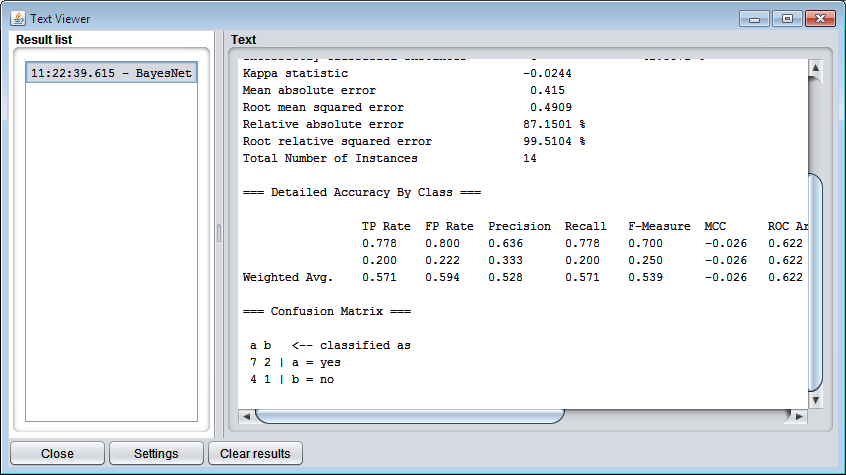 Text Viewer
Result list
11:22:39.615 - BayesNet
Text
Kappa statistic -0.0244
Mean absolute error 0.415
Root mean squared error 0.4909
Relative absolute error 87.1501 %
Root relative squared error 99.5104 %
Total Number of Instances 14
=== Detailed Accuracy By Class ===
TP Rate FP Rate Precision Recall F-Measure MCC ROC Ar
0.778 0.800 0.636 0.778 0.700 -0.026 0.622
0.200 0.222 0.333 0.200 0.250 -0.026 0.622
Weighted Avg. 0.571 0.594 0.528 0.571 0.539 -0.026 0.622
=== Confusion Matrix ===
a b <-- classified as
7 2 | a = yes
4 1 | b = no
Close Settings Clear results